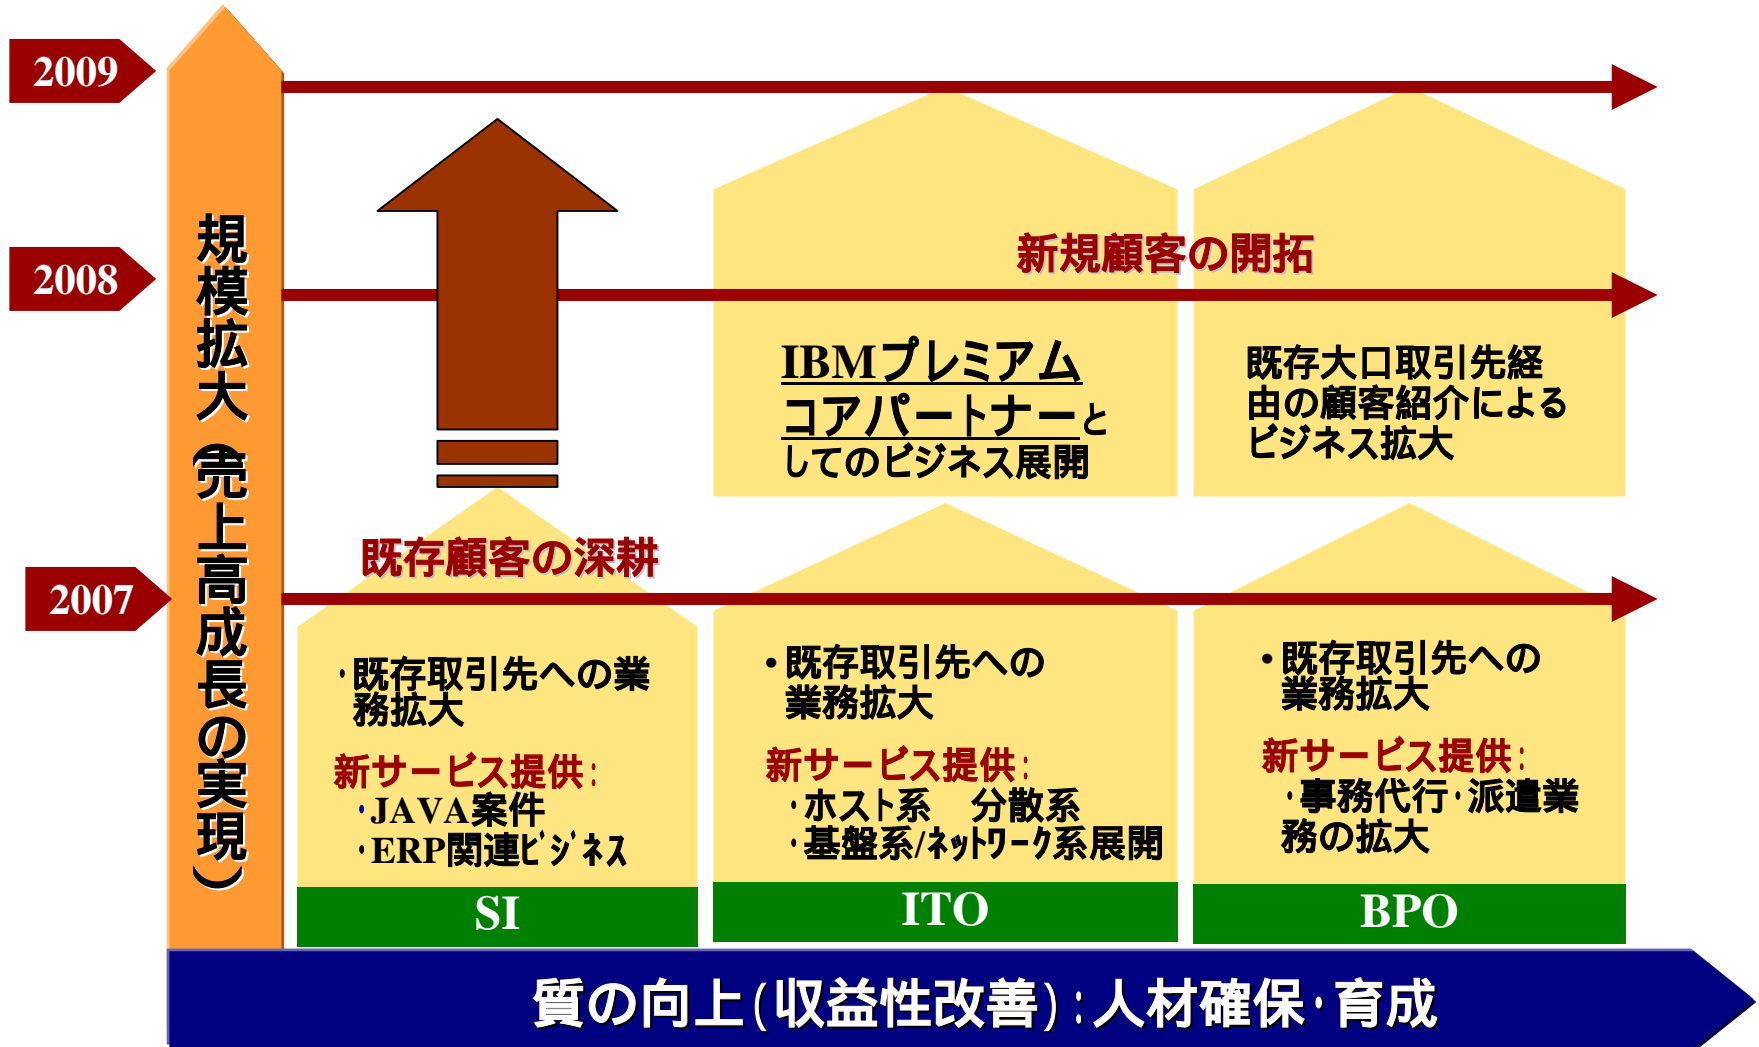 2009
2008
2007
規模拡大(売上高成長の実現)
新規顧客の開拓
IBMプレミアム
コアパートナーと
してのビジネス展開
既存大口取引先経
由の顧客紹介による
ビジネス拡大
既存顧客の深耕
・既存取引先への業
務拡大
新サービス提供:
・JAVA案件
・ERP関連ビジネス
SI
・既存取引先への
業務拡大
新サービス提供:
・ホスト系 分散系
・基盤系/ネットワーク系展開
ITO
・既存取引先への
業務拡大
新サービス提供:
・事務代行・派遣業
務の拡大
BPO
質の向上(収益性改善):人材確保・育成